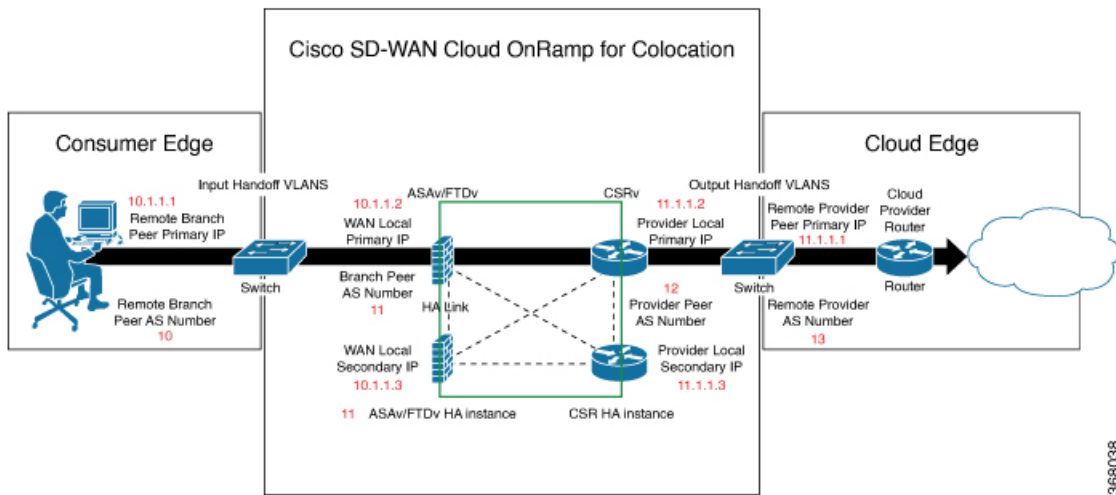 Cisco SD-WAN Cloud OnRamp for Colocation
Consumer Edge
Cloud Edge
Input Handoff VLANS
ASAv/FTDv
CSRv
Output Handoff VLANS
10.1.1.1
Remote Branch
Peer Primary IP
10.1.1.2
WAN Local
Primary IP
11.1.1.2
Provider Local
Primary IP
Remote Provider
Peer Primary IP
11.1.1.1
Cloud
Provider
Router
Switch
Switch
Router
Remote Branch
Peer AS Number
10
Branch Peer
AS Number
11
HA Link
12
Provider Peer
AS Number
Remote Provider
AS Number
13
WAN Local
Secondary IP
10.1.1.3
Provider Local
Secondary IP
11.1.1.3
11 ASAv/FTDv HA instance
CSR HA instance
368038